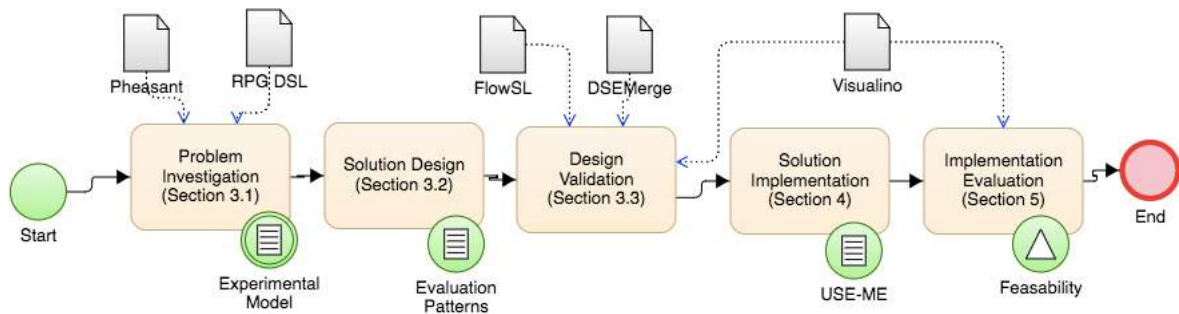 Pheasant
RPG DSL
FlowSL
DSEMerge
Visualino
Problem
Investigation
(Section 3.1)
Solution Design
(Section 3.2)
Design
Validation
(Section 3.3)
Solution
Implementation
(Section 4)
Implementation
Evaluation
(Section 5)
Start
End
Experimental
Model
Evaluation
Patterns
USE-ME
Feasability